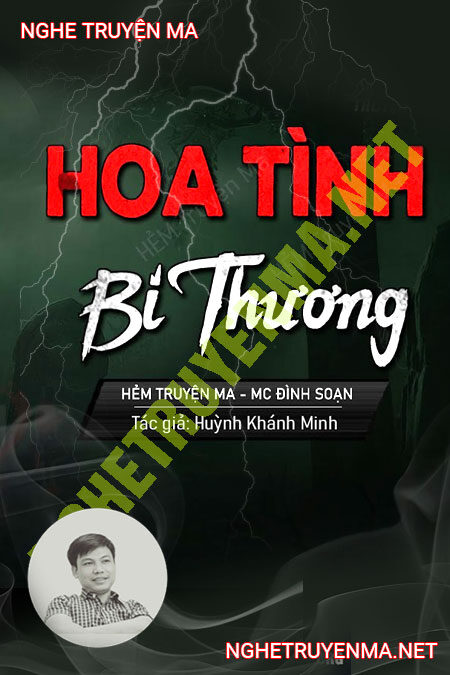 NGHE TRUYỆN MA
HOA TÌNH
Bi Thương
HẺM TRUYỆN MA - MC ĐÌNH SOẠN
Tác giả: Huỳnh Khánh Minh
NGHETRUYENMA.NET
NGHETRUYENMA.NET